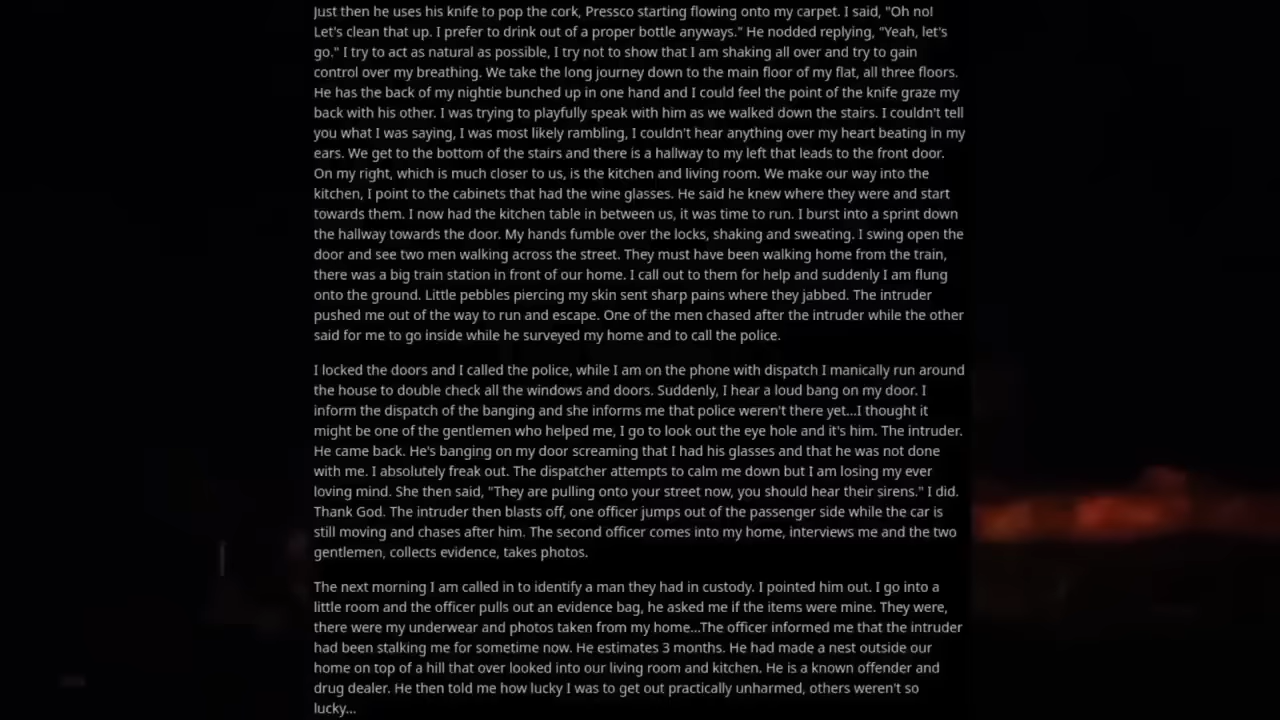 Just then he uses his knife to pop the cork, Pressco starting flowing onto my carpet. I said, "Oh no!
Let's clean that up. I prefer to drink out of a proper bottle anyways." He nodded replying, "Yeah, let's
go." I try to act as natural as possible, I try not to show that I am shaking all over and try to gain
control over my breathing. We take the long journey down to the main floor of my flat, all three floors.
He has the back of my nightie bunched up in one hand and I could feel the point of the knife graze my
back with his other. I was trying to playfully speak with him as we walked down the stairs. I couldn't tell
you what I was saying, I was most likely rambling, I couldn't hear anything over my heart beating in my
ears. We get to the bottom of the stairs and there is a hallway to my left that leads to the front door.
On my right, which is much closer to us, is the kitchen and living room. We make our way into the
kitchen, I point to the cabinets that had the wine glasses. He said he knew where they were and start
towards them. I now had the kitchen table in between us, it was time to run. I burst into a sprint down
the hallway towards the door. My hands fumble over the locks, shaking and sweating. I swing open the
door and see two men walking across the street. They must have been walking home from the train,
there was a big train station in front of our home. I call out to them for help and suddenly I am flung
onto the ground. Little pebbles piercing my skin sent sharp pains where they jabbed. The intruder
pushed me out of the way to run and escape. One of the men chased after the intruder while the other
said for me to go inside while he surveyed my home and to call the police.
I locked the doors and I called the police, while I am on the phone with dispatch I manically run around
the house to double check all the windows and doors. Suddenly, I hear a loud bang on my door. I
inform the dispatch of the banging and she informs me that police weren't there yet...I thought it
might be one of the gentlemen who helped me, I go to look out the eye hole and it's him. The intruder.
He came back. He's banging on my door screaming that I had his glasses and that he was not done
with me. I absolutely freak out. The dispatcher attempts to calm me down but I am losing my ever
loving mind. She then said, "They are pulling onto your street now, you should hear their sirens." I did.
Thank God. The intruder then blasts off, one officer jumps out of the passenger side while the car is
still moving and chases after him. The second officer comes into my home, interviews me and the two
gentlemen, collects evidence, takes photos.
The next morning I am called in to identify a man they had in custody. I pointed him out. I go into a
little room and the officer pulls out an evidence bag, he asked me if the items were mine. They were,
there were my underwear and photos taken from my home...The officer informed me that the intruder
had been stalking me for sometime now. He estimates 3 months. He had made a nest outside our
home on top of a hill that over looked into our living room and kitchen. He is a known offender and
drug dealer. He then told me how lucky I was to get out practically unharmed, others weren't so
lucky...